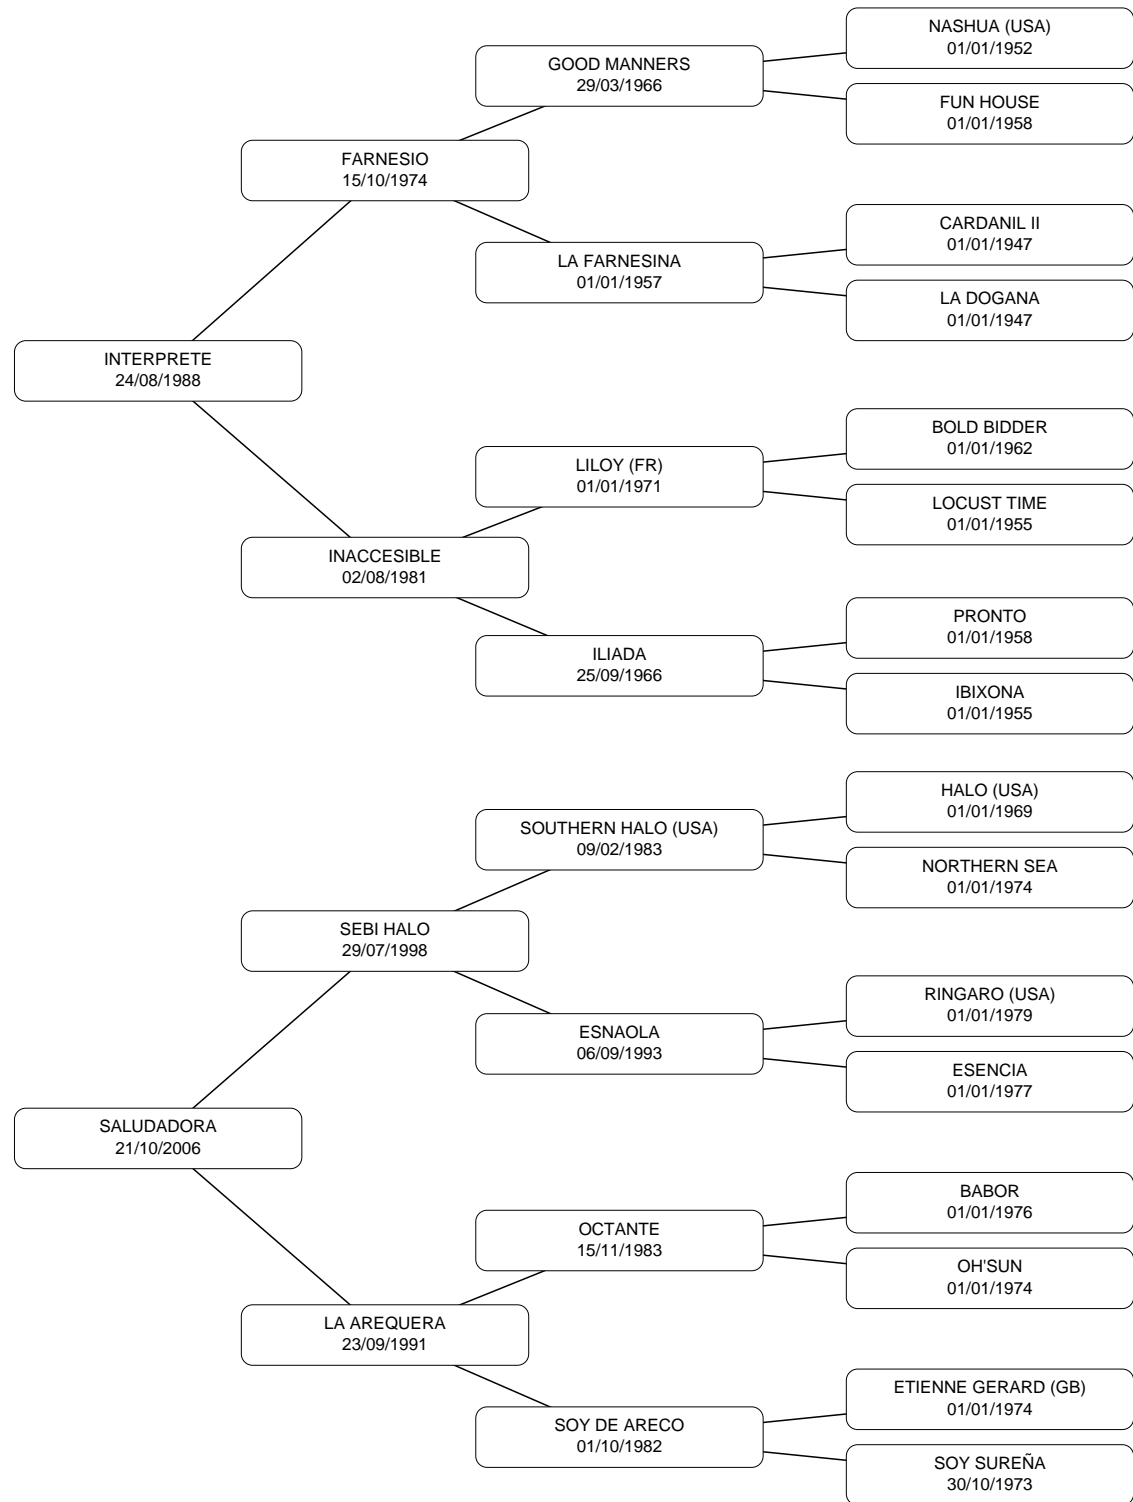 NASHUA (USA)
01/01/1952
GOOD MANNERS
29/03/1966
FUN HOUSE
01/01/1958
FARNESIO
15/10/1974
CARDANIL II
01/01/1947
LA FARNESINA
01/01/1957
LA DOGANA
01/01/1947
INTERPRETE
24/08/1988
BOLD BIDDER
01/01/1962
LILOY (FR)
01/01/1971
LOCUST TIME
01/01/1955
INACCESIBLE
02/08/1981
PRONTO
01/01/1958
ILIADA
25/09/1966
IBIXONA
01/01/1955
HALO (USA)
01/01/1969
SOUTHERN HALO (USA)
09/02/1983
NORTHERN SEA
01/01/1974
SEBI HALO
29/07/1998
RINGARO (USA)
01/01/1979
ESNAOLA
06/09/1993
ESENCIA
01/01/1977
SALUDADORA
21/10/2006
BABOR
01/01/1976
OCTANTE
15/11/1983
OH'SUN
01/01/1974
LA AREQUERA
23/09/1991
ETIENNE GERARD (GB)
01/01/1974
SOY DE ARECO
01/10/1982
SOY SUREÑA
30/10/1973